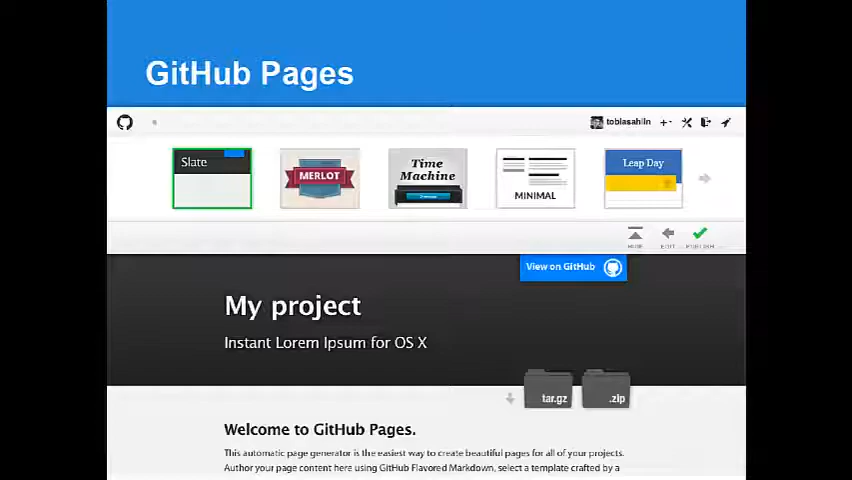 GitHub Pages
tobiasahlin
Slate
MERLOT
Time
Machine
MINIMAL
Leap Day
HIDE
EDIT
PUBLISH
View on GitHub
My project
Instant Lorem Ipsum for OS X
tar.gz
.zip
Welcome to GitHub Pages.
This automatic page generator is the easiest way to create beautiful pages for all of your projects.
Author your page content here using GitHub Flavored Markdown, select a template crafted by a